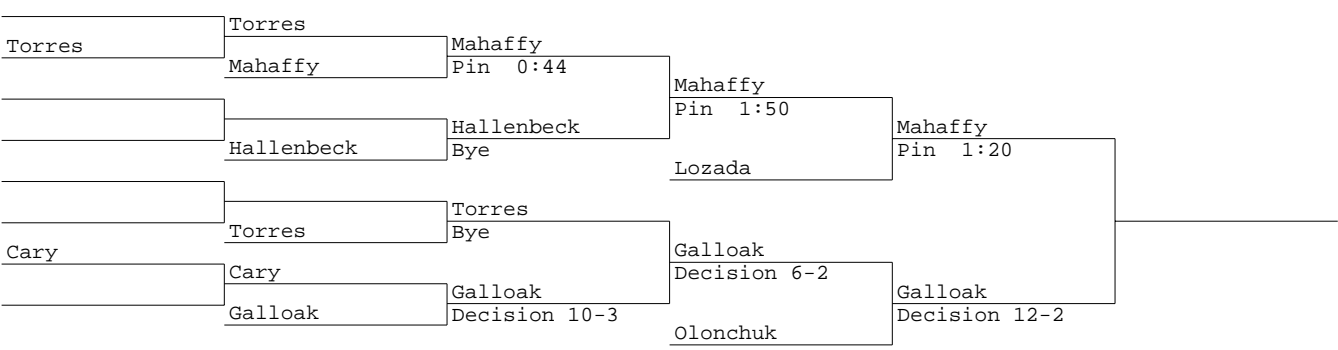 Torres
Torres
Mahaffy
Mahaffy
Pin 0:44
Mahaffy
Pin 1:50
Hallenbeck
Hallenbeck
Bye
Mahaffy
Pin 1:20
Lozada
Torres
Torres
Bye
Cary
Cary
Galloak
Galloak
Decision 10-3
Galloak
Decision 6-2
Olonchuk
Galloak
Decision 12-2